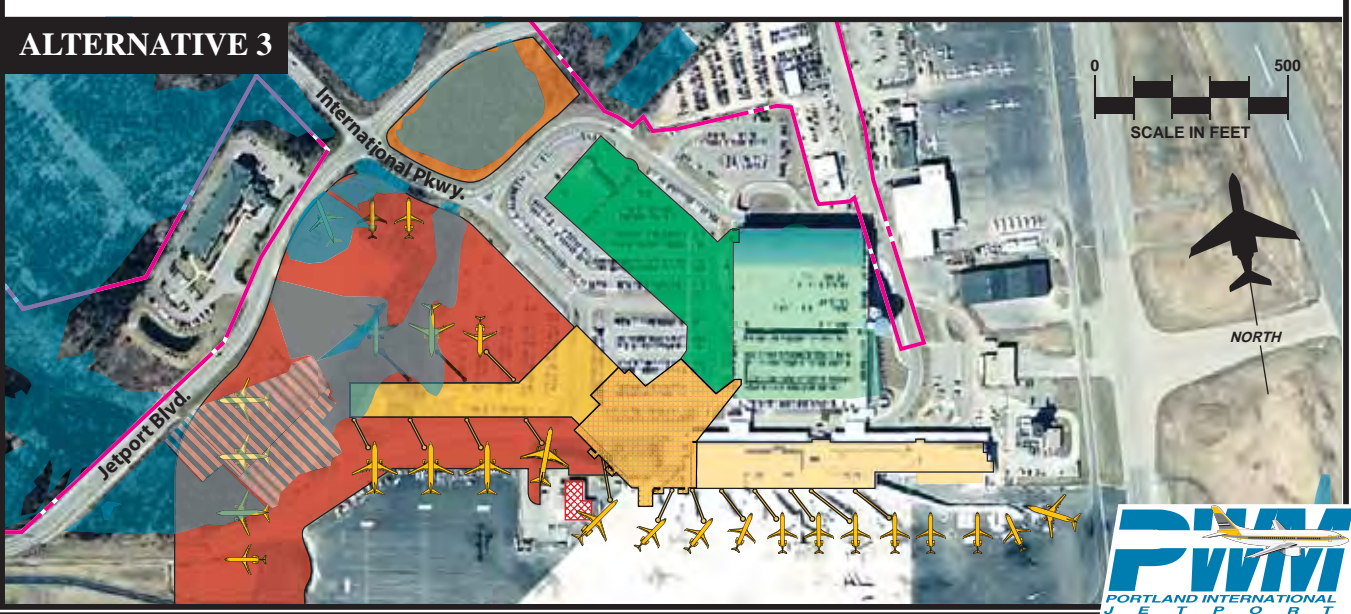 ALTERNATIVE 3
International Pkwy.
Jetport Blvd.
0 500
SCALE IN FEET
NORTH
PWM
PORTLAND INTERNATIONAL
JETPORT